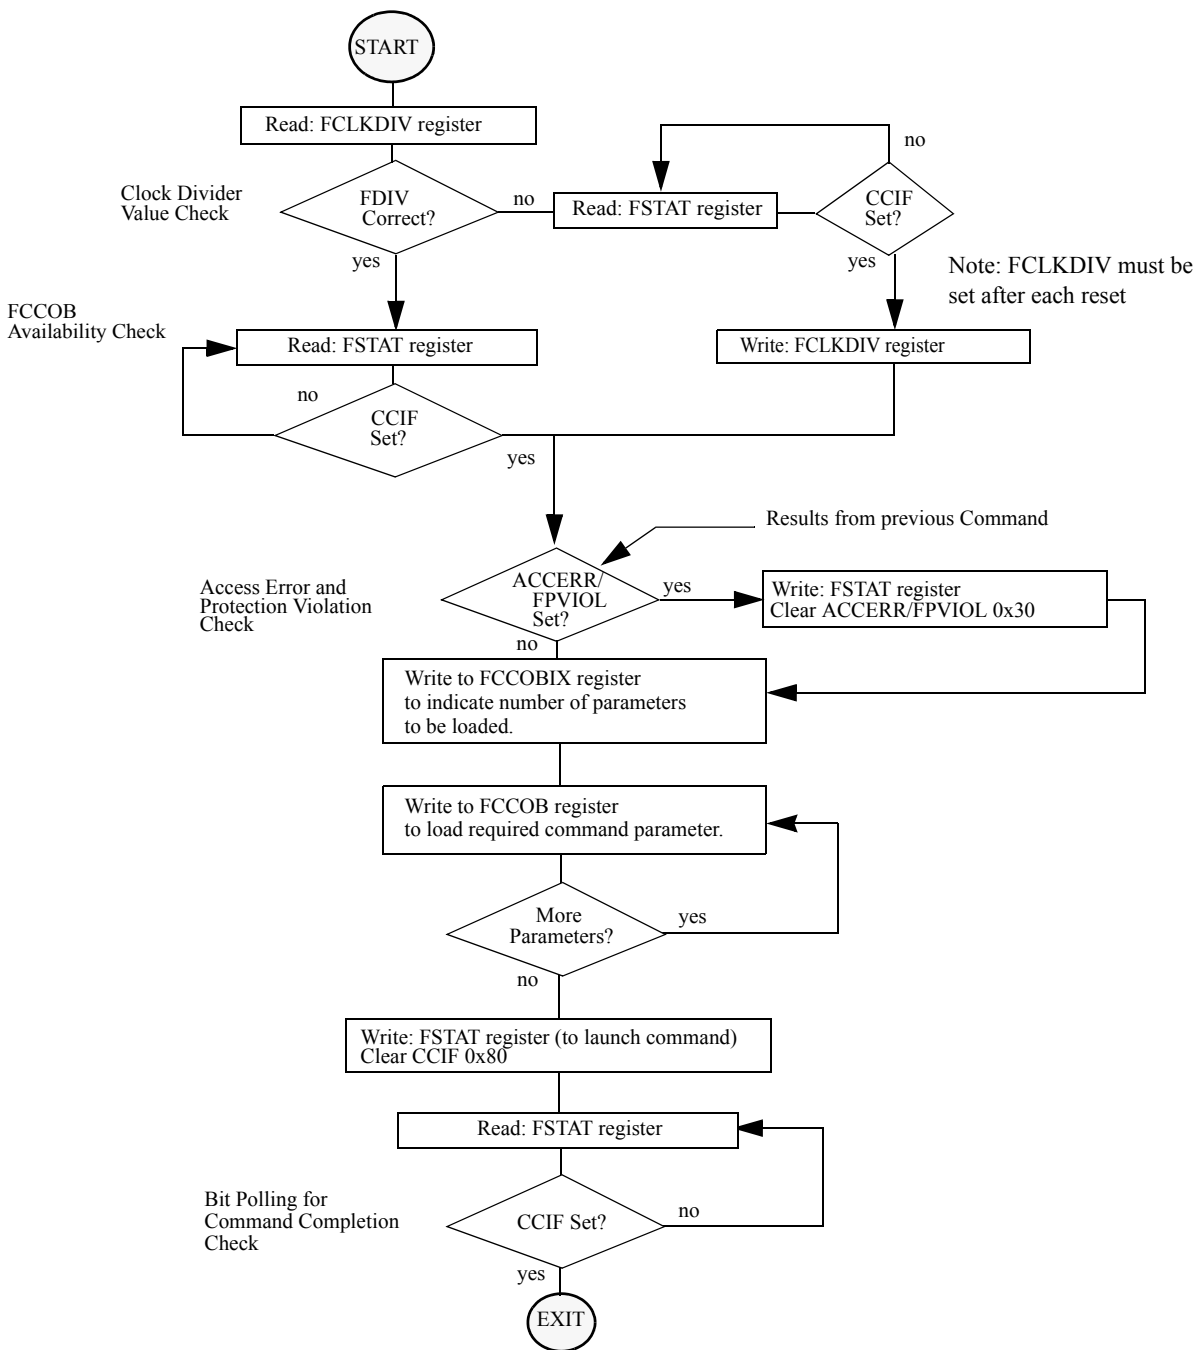 START
Read: FCLKDIV register
Clock Divider
Value Check
FDIV
Correct?
no
Read: FSTAT register
CCIF
Set?
no
yes
yes
Note: FCLKDIV must be
set after each reset
FCCOB
Availability Check
Read: FSTAT register
Write: FCLKDIV register
no
CCIF
Set?
yes
Results from previous Command
Access Error and
Protection Violation
Check
ACCERR/
FPVIOL
Set?
yes
Write: FSTAT register
Clear ACCERR/FPVIOL 0x30
no
Write to FCCOBIX register
to indicate number of parameters
to be loaded.
Write to FCCOB register
to load required command parameter.
More
Parameters?
yes
no
Write: FSTAT register (to launch command)
Clear CCIF 0x80
Read: FSTAT register
Bit Polling for
Command Completion
Check
CCIF Set?
no
yes
EXIT